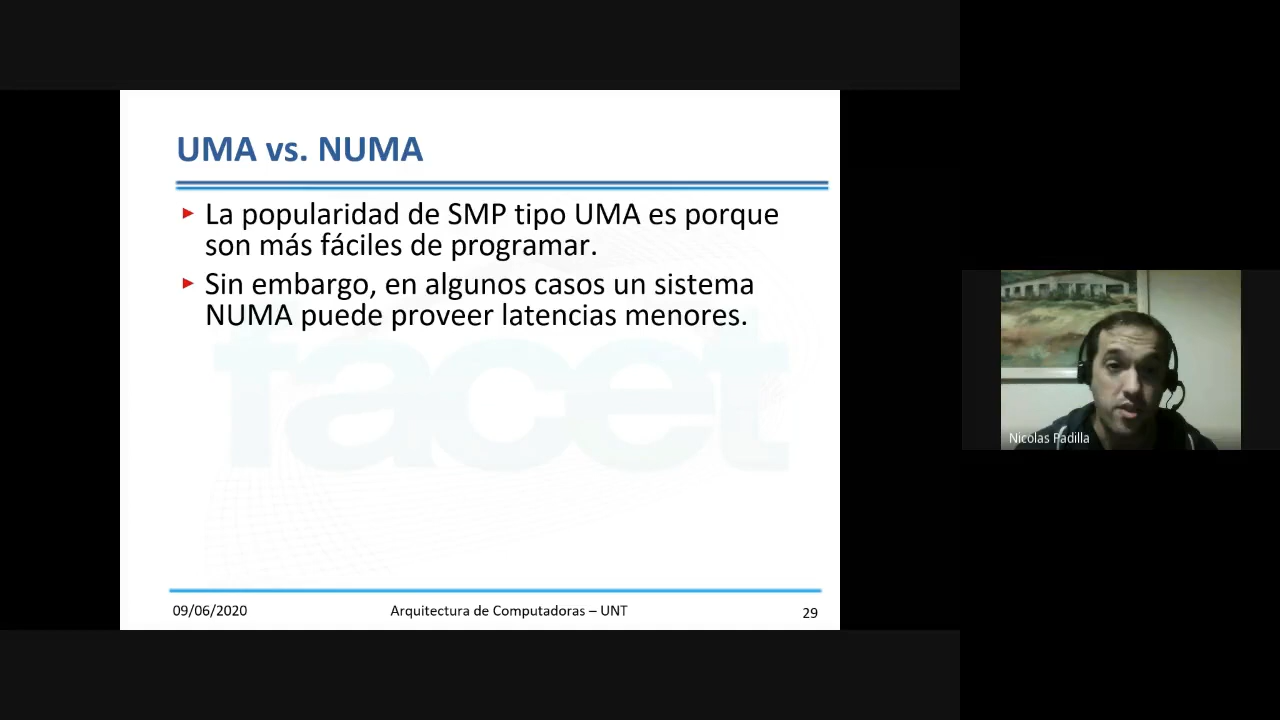 UMA vs. NUMA
La popularidad de SMP tipo UMA es porque
son más fáciles de programar.
Sin embargo, en algunos casos un sistema
NUMA puede proveer latencias menores.
facet
09/06/2020
Arquitectura de Computadoras – UNT
29
Nicolas Padilla